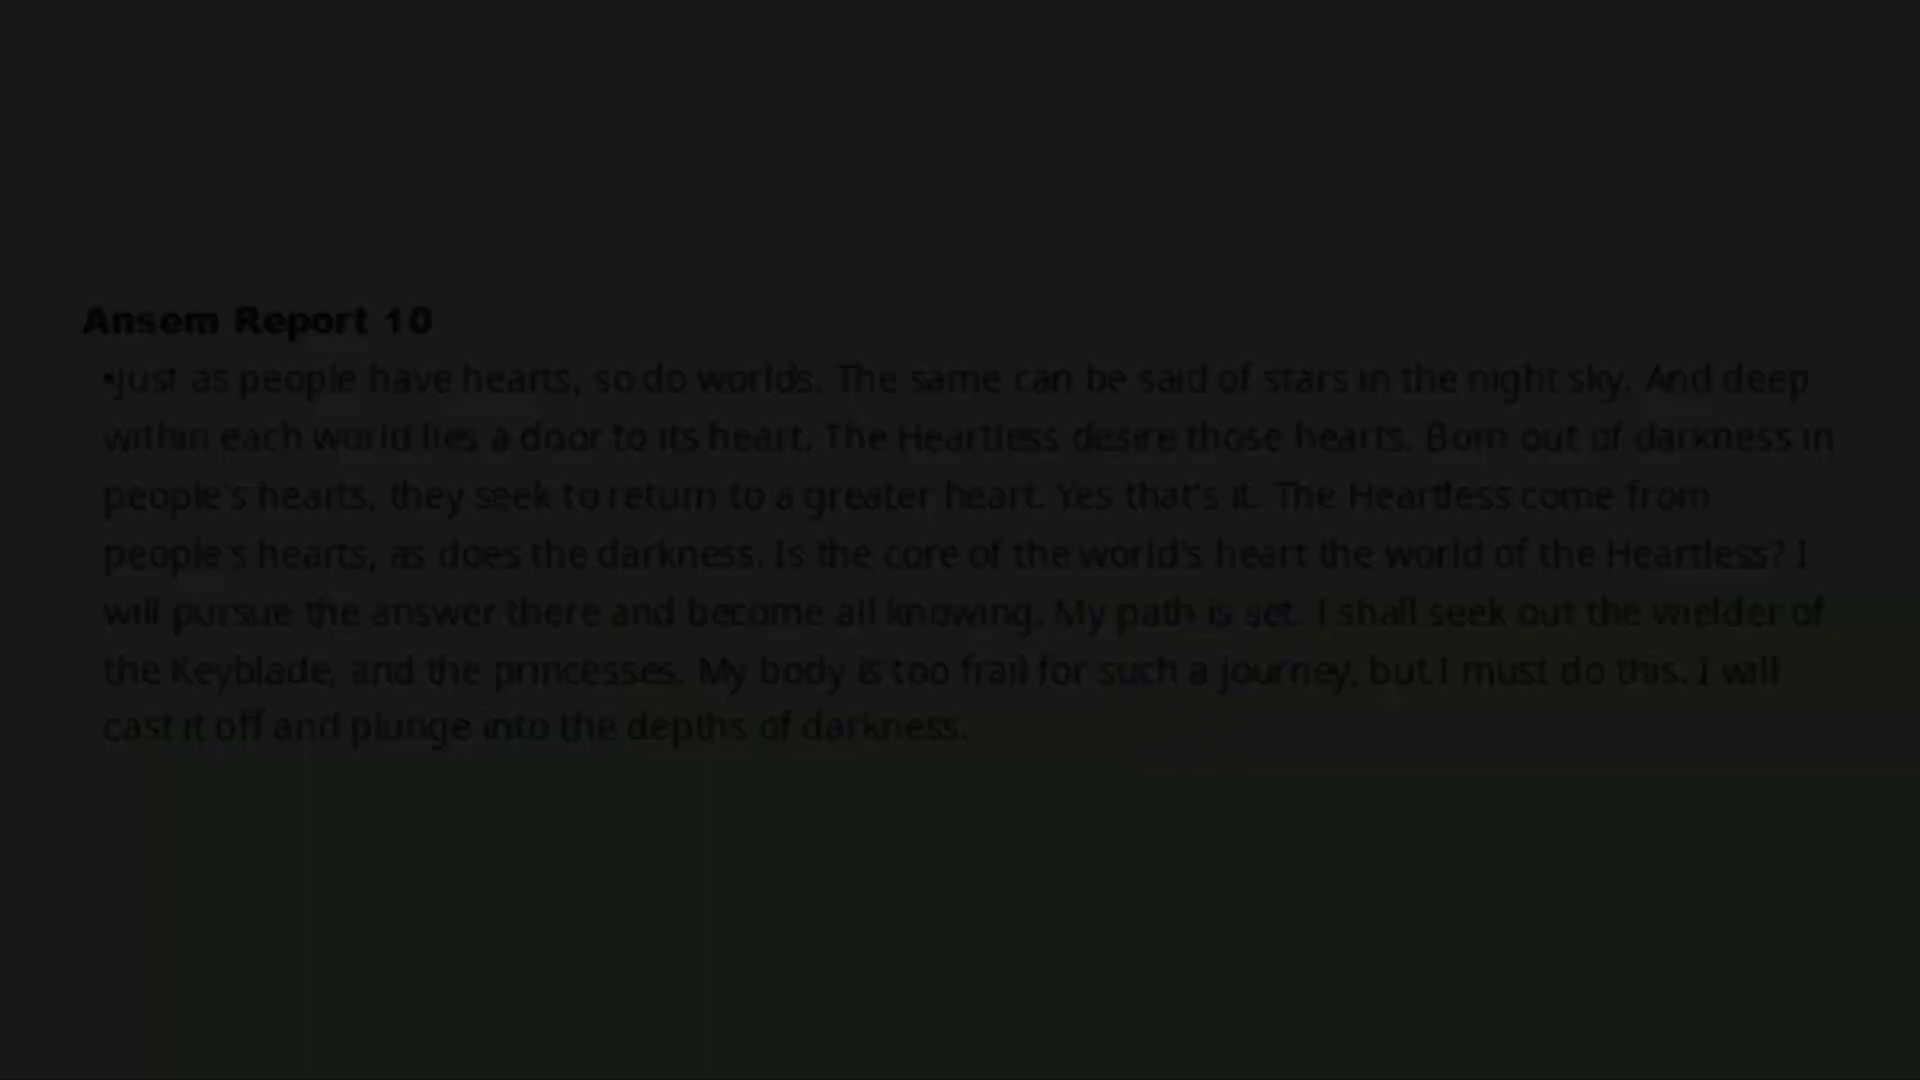 Ansem Report 10
▪Just as people have hearts, so do worlds. The same can be said of stars in the night sky. And deep
within each world lies a door to its heart. The Heartless desire those hearts. Born out of darkness in
people's hearts, they seek to return to a greater heart. Yes that's it. The Heartless come from
people's hearts, as does the darkness. Is the core of the world's heart the world of the Heartless? I
will pursue the answer there and become all knowing. My path is set. I shall seek out the wielder of
the Keyblade, and the princesses. My body is too frail for such a journey, but I must do this. I will
cast it off and plunge into the depths of darkness.